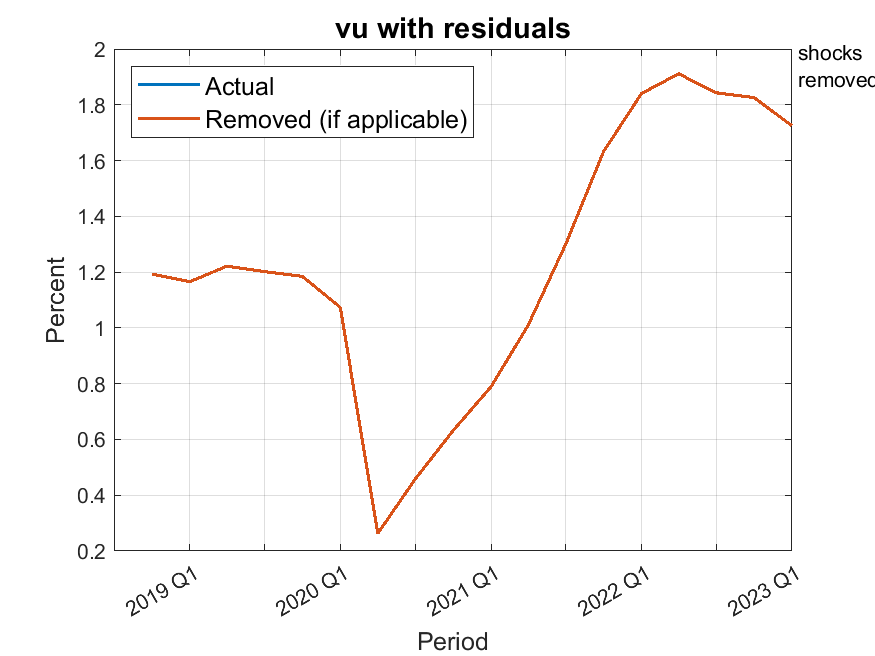 vu with residuals
shocks
removed
Actual
Removed (if applicable)
2
1.8
1.6
1.4
1.2
1
0.8
0.6
0.4
0.2
Percent
2019 Q1
2020 Q1
2021 Q1
2022 Q1
2023 Q1
Period